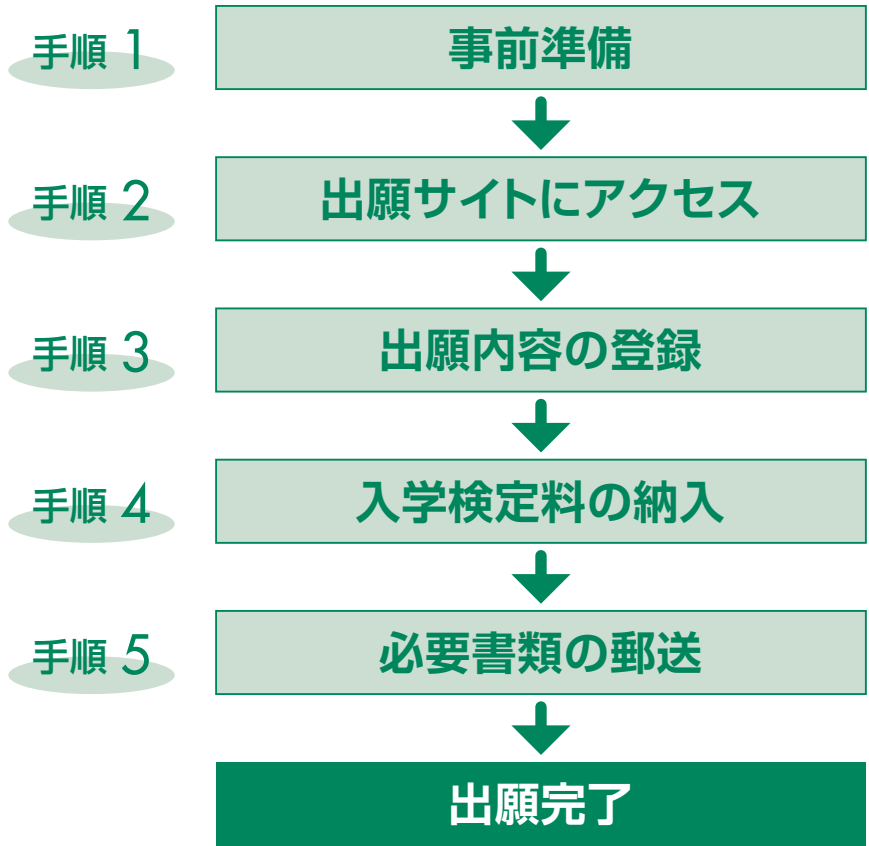 手順 1
事前準備
手順 2
出願サイトにアクセス
手順 3
出願内容の登録
手順 4
入学検定料の納入
手順 5
必要書類の郵送
出願完了